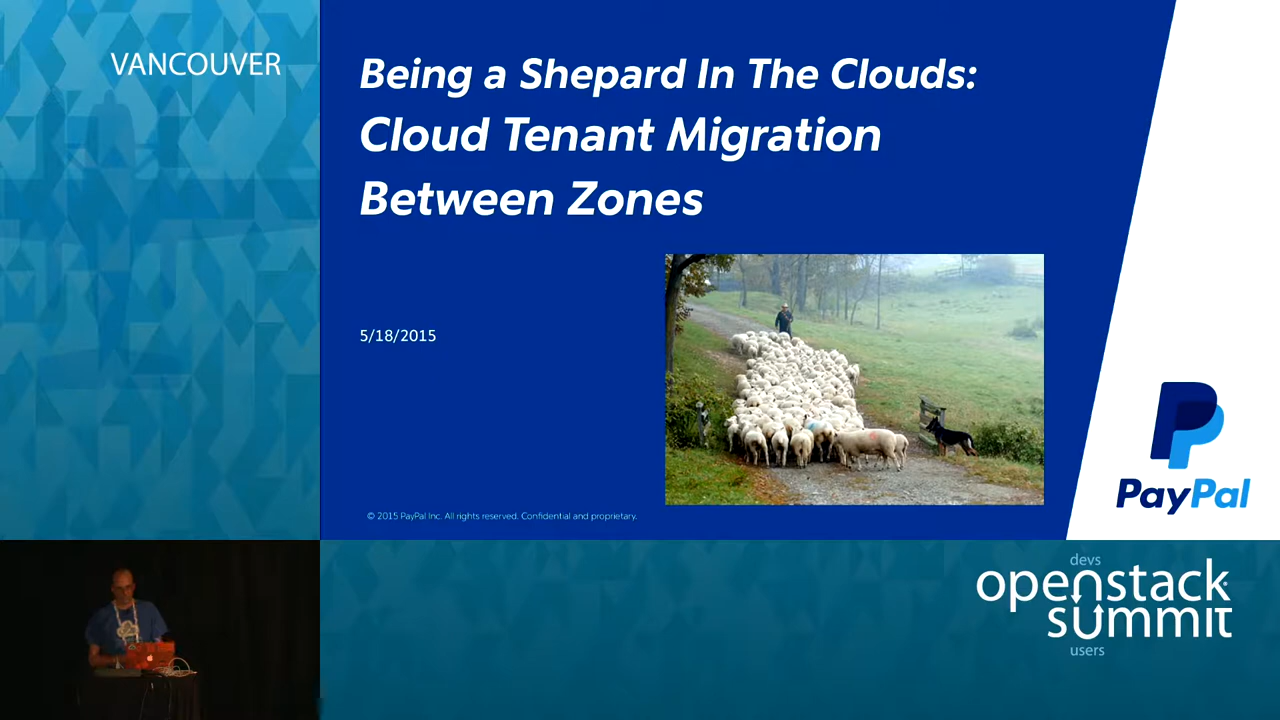 VANCOUVER
Being a Shepard In The Clouds:
Cloud Tenant Migration
Between Zones
5/18/2015
© 2015 PayPal Inc. All rights reserved. Confidential and proprietary.
PayPal
devs
openstack
summit
users